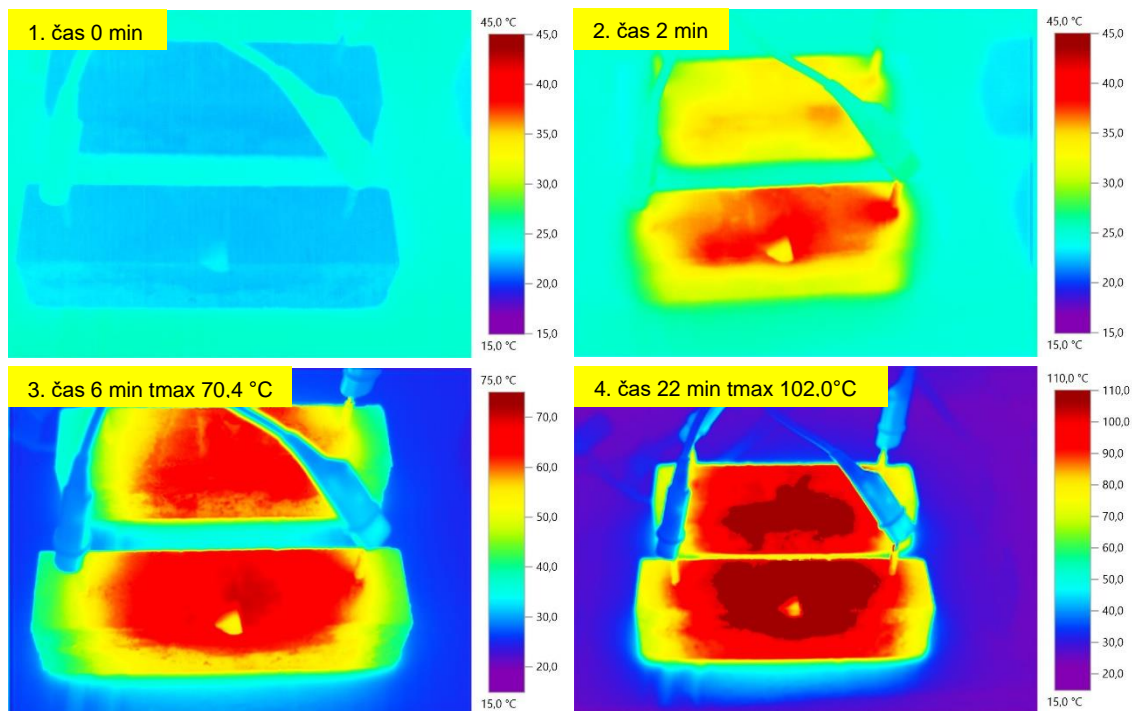 1. čas 0 min
45,0 °C
45,0
40,0
35,0
30,0
25,0
20,0
15,0
15,0 °C
2. čas 2 min
45,0 °C
45,0
40,0
35,0
30,0
25,0
20,0
15,0
15,0 °C
3. čas 6 min tmax 70,4 °C
75,0 °C
70,0
60,0
50,0
40,0
30,0
20,0
15,0 °C
4. čas 22 min tmax 102,0°C
110,0 °C
110,0
100,0
90,0
80,0
70,0
60,0
50,0
40,0
30,0
20,0
15,0 °C